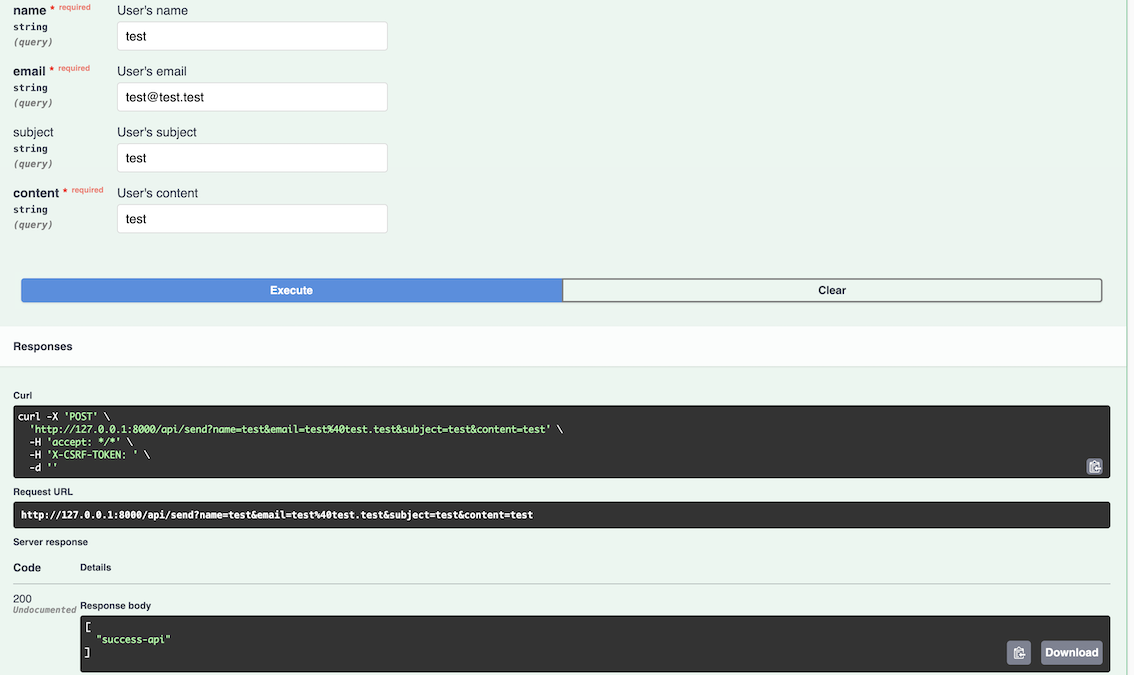 name * required User's name
string
test
(query)
email * required User's email
string
test@test.test
(query)
subject User's subject
string
test
(query)
content * required User's content
string
test
(query)
Execute Clear
Responses
Curl
curl -X 'POST' \
'http://127.0.0.1:8000/api/send?name=test&email=test%40test.test&subject=test&content=test' \
-H 'accept: */*' \
-H 'X-CSRF-TOKEN: ' \
-d ''
Request URL
http://127.0.0.1:8000/api/send?name=test&email=test%40test.test&subject=test&content=test
Server response
Code Details
200
Undocumented Response body
[
"success-api"
]
Download